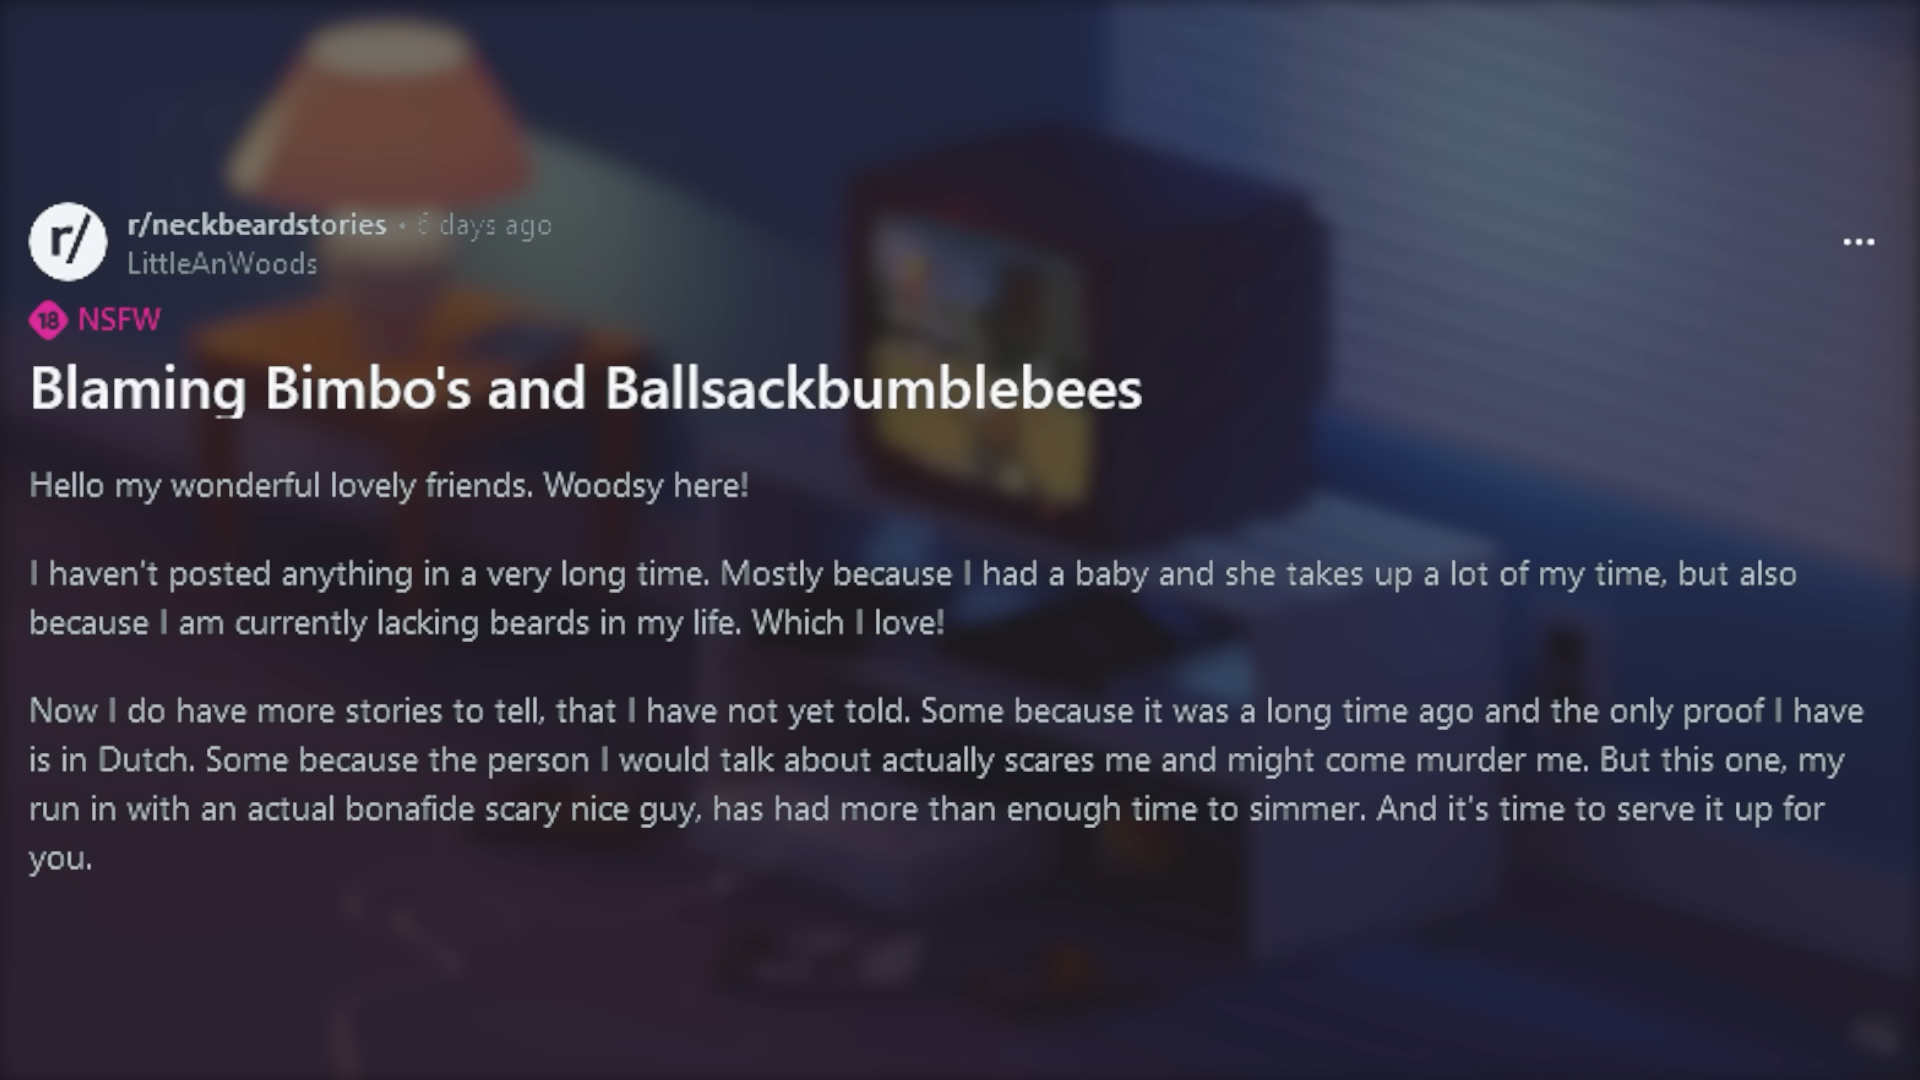 r/neckbeardstories • 6 days ago
LittleAnWoods
18 NSFW
Blaming Bimbo's and Ballsackbumblebees
Hello my wonderful lovely friends. Woodsy here!
I haven't posted anything in a very long time. Mostly because I had a baby and she takes up a lot of my time, but also
because I am currently lacking beards in my life. Which I love!
Now I do have more stories to tell, that I have not yet told. Some because it was a long time ago and the only proof I have
is in Dutch. Some because the person I would talk about actually scares me and might come murder me. But this one, my
run in with an actual bonafide scary nice guy, has had more than enough time to simmer. And it's time to serve it up for
you.